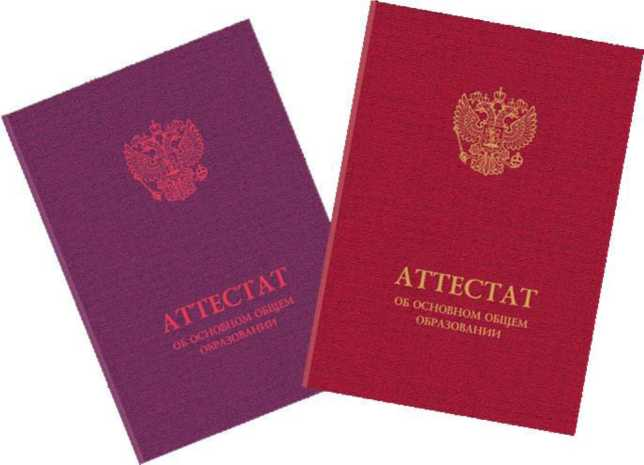 АТТЕСТАТ
ОБ ОСНОВНОМ ОБЩЕМ
ОБРАЗОВАНИИ
АТТЕСТАТ
ОБ ОСНОВНОМ ОБЩЕМ
ОБРАЗОВАНИИ